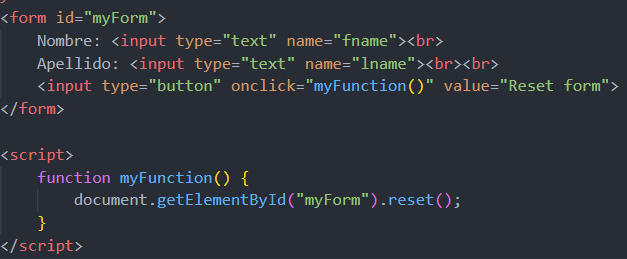 <form id="myForm">
    Nombre: <input type="text" name="fname"><br>
    Apellido: <input type="text" name="lname"><br><br>
    <input type="button" onclick="myFunction()" value="Reset form">
</form>

<script>
    function myFunction() {
        document.getElementById("myForm").reset();
    }
</script>